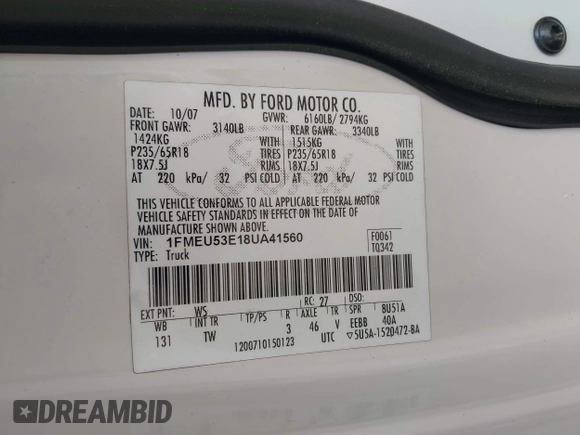 MFD. BY FORD MOTOR CO.
DATE: 10/07 GVWR: 6160LB/ 2794KG
FRONT GAWR: 3140LB REAR GAWR: 3340LB
1424KG 1515KG
P235/65R18 TIRES P235/65R18 TIRES
18X7.5J RIMS 18X7.5J RIMS
AT 220 kPa/ 32 PSI COLD AT 220 kPa/ 32 PSI COLD
THIS VEHICLE CONFORMS TO ALL APPLICABLE FEDERAL MOTOR
VEHICLE SAFETY STANDARDS IN EFFECT ON THE DATE OF
MANUFACTURE SHOWN ABOVE.
VIN: 1FMEU53E18UA41560 F0061
TYPE: Truck TQ342
EXT PNT: WS RC: 27 DSO:
WB INT TR TP/PS R AXLE TR SPR 8U51A
131 TW 3 46 V EEBB 40A
1200710150123 UTC ▽5U5A-1520472-BA
Ford
DREAMBID